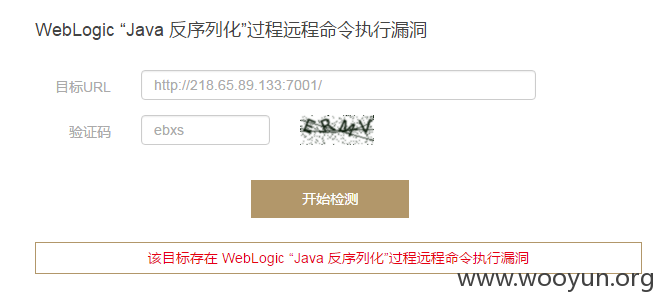 WebLogic “Java 反序列化”过程远程命令执行漏洞
目标URL http://218.65.89.133:7001/
验证码 ebxs ERA4V
开始检测
该目标存在 WebLogic “Java 反序列化”过程远程命令执行漏洞
www.wooyun.org